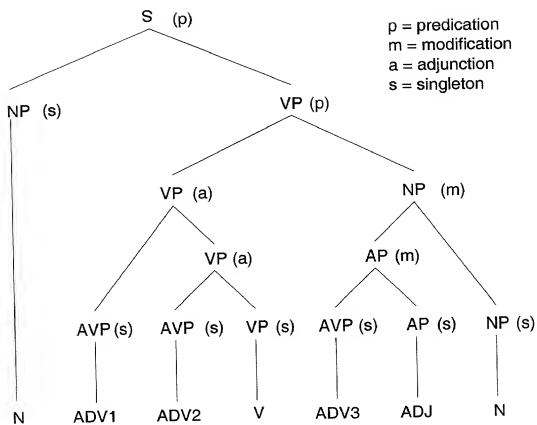 S (p)
p = predication
m = modification
a = adjunction
s = singleton
NP (s) VP (p)
VP (a) NP (m)
VP (a) AP (m)
AVP (s) AVP (s) VP (s) AVP (s) AP (s) NP (s)
N ADV1 ADV2 V ADV3 ADJ N